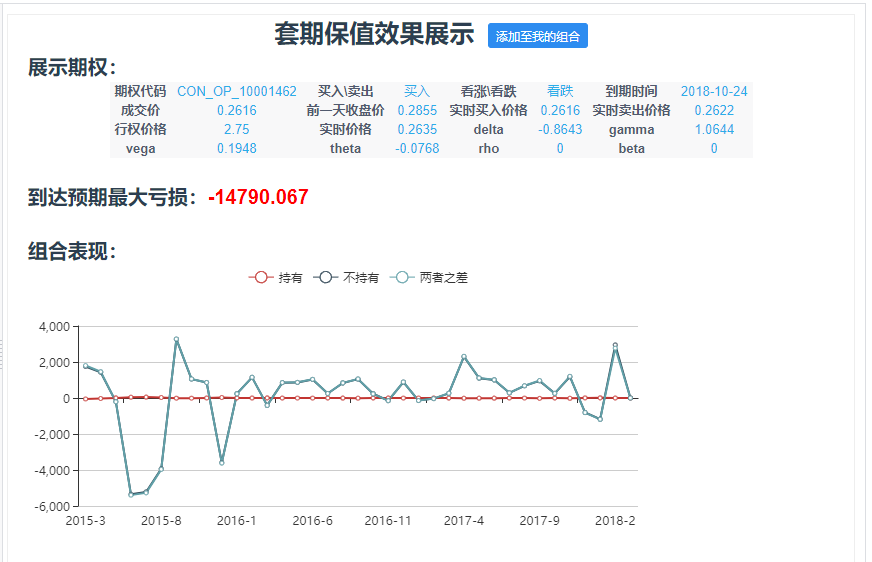 套期保值效果展示 添加至我的组合
展示期权：
期权代码 CON_OP_10001462 买入\卖出 买入 看涨\看跌 看跌 到期时间 2018-10-24
成交价 0.2616 前一天收盘价 0.2855 实时买入价格 0.2616 实时卖出价格 0.2622
行权价格 2.75 实时价格 0.2635 delta -0.8643 gamma 1.0644
vega 0.1948 theta -0.0768 rho 0 beta 0
到达预期最大亏损：-14790.067
组合表现：
持有 不持有 两者之差
4,000
2,000
0
-2,000
-4,000
-6,000
2015-3 2015-8 2016-1 2016-6 2016-11 2017-4 2017-9 2018-2